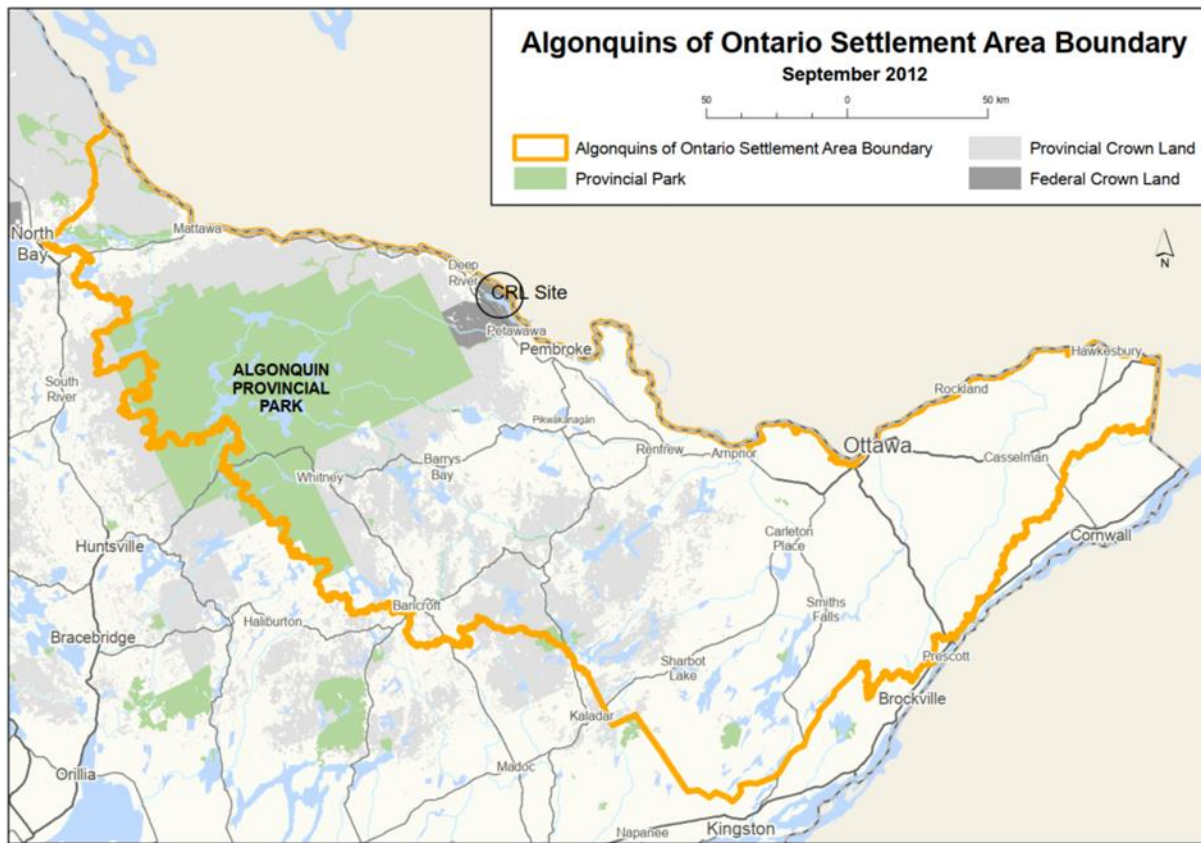 Algonquins of Ontario Settlement Area Boundary
September 2012
50 0 50 km
Algonquins of Ontario Settlement Area Boundary
Provincial Crown Land
Provincial Park
Federal Crown Land
N
North
Bay
Mattawa
Deep
River
CRL Site
Petawawa
Pembroke
Hawkesbury
Rockland
ALGONQUIN
PROVINCIAL
PARK
South
River
Pikwàkanagàn
Renfrew
Arnprior
Ottawa
Casselman
Whitney
Barrys
Bay
Carleton
Place
Cornwall
Huntsville
Bancroft
Smiths
Falls
Haliburton
Bracebridge
Prescott
Sharbot
Lake
Brockville
Kaladar
Orillia
Madoc
Napanee
Kingston